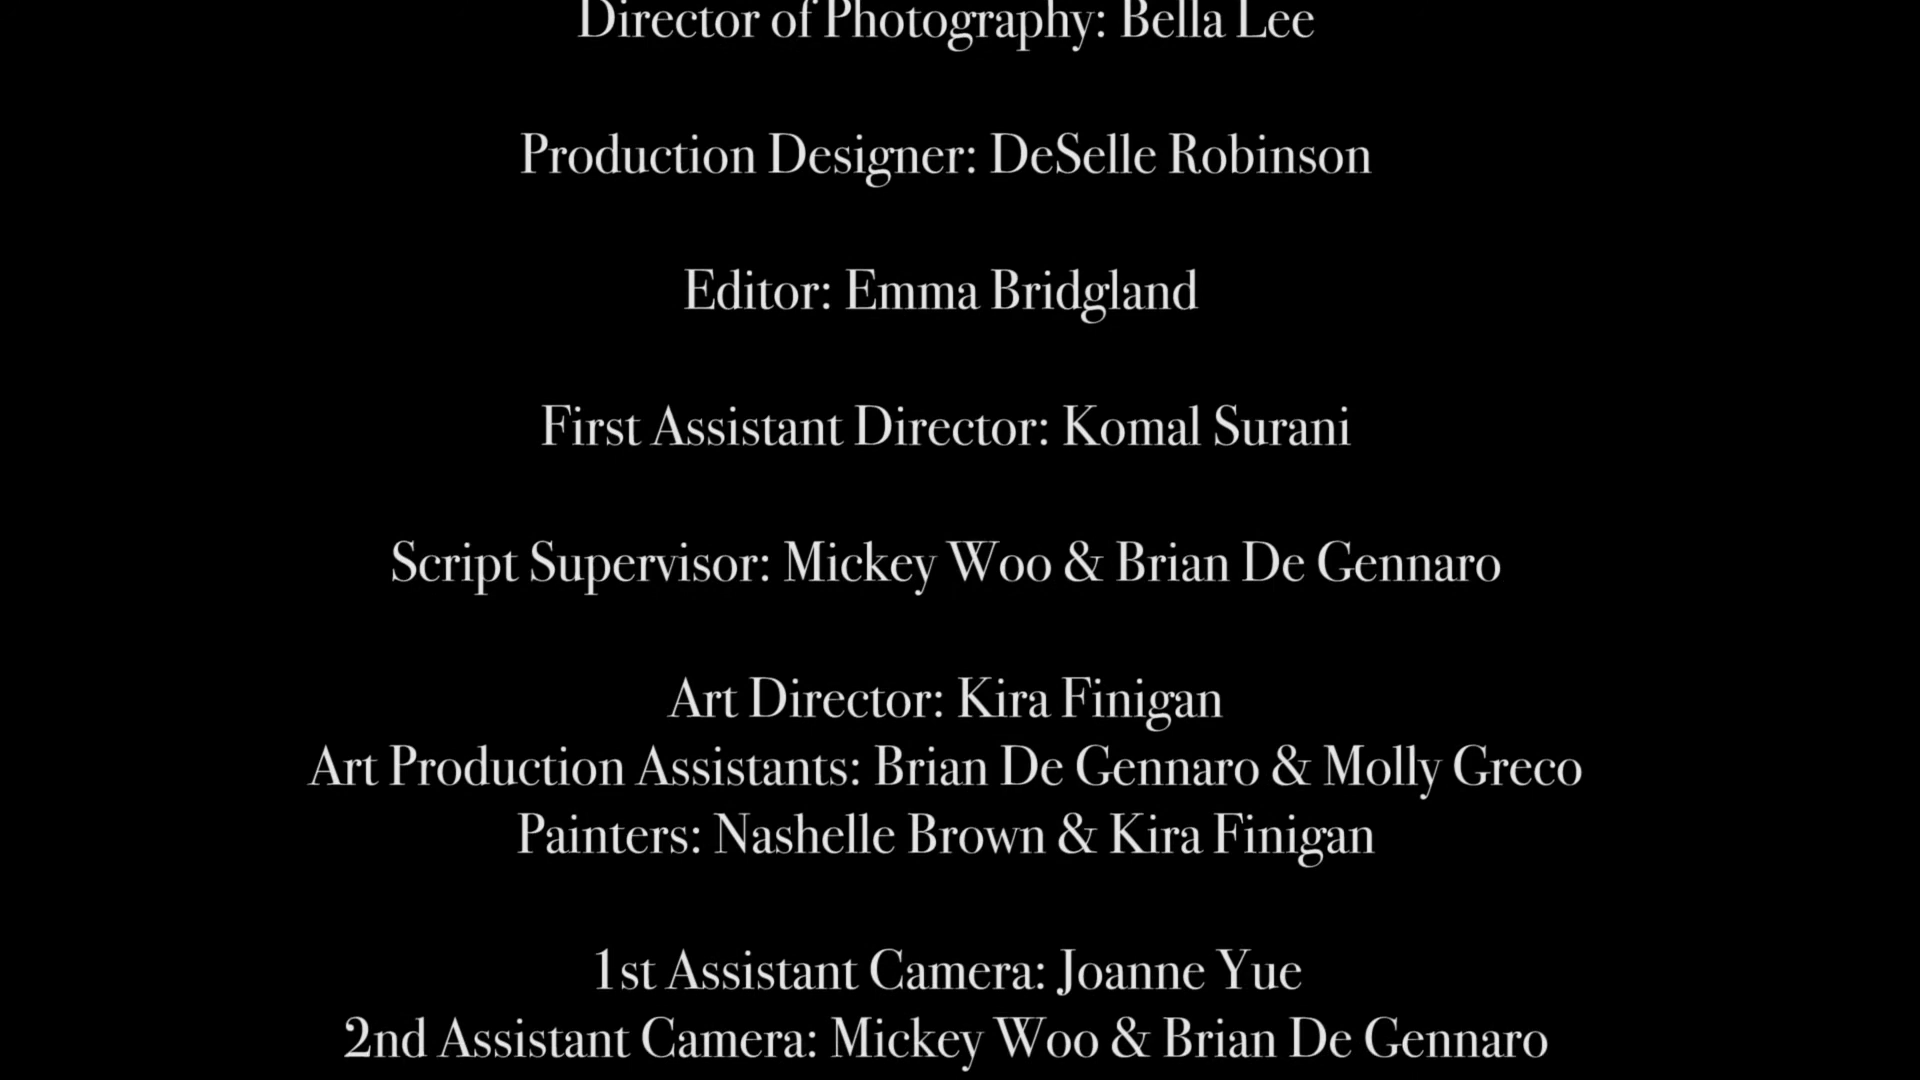 Director of Photography: Bella Lee
Production Designer: DeSelle Robinson
Editor: Emma Bridgland
First Assistant Director: Komal Surani
Script Supervisor: Mickey Woo & Brian De Gennaro
Art Director: Kira Finigan
Art Production Assistants: Brian De Gennaro & Molly Greco
Painters: Nashelle Brown & Kira Finigan
1st Assistant Camera: Joanne Yue
2nd Assistant Camera: Mickey Woo & Brian De Gennaro